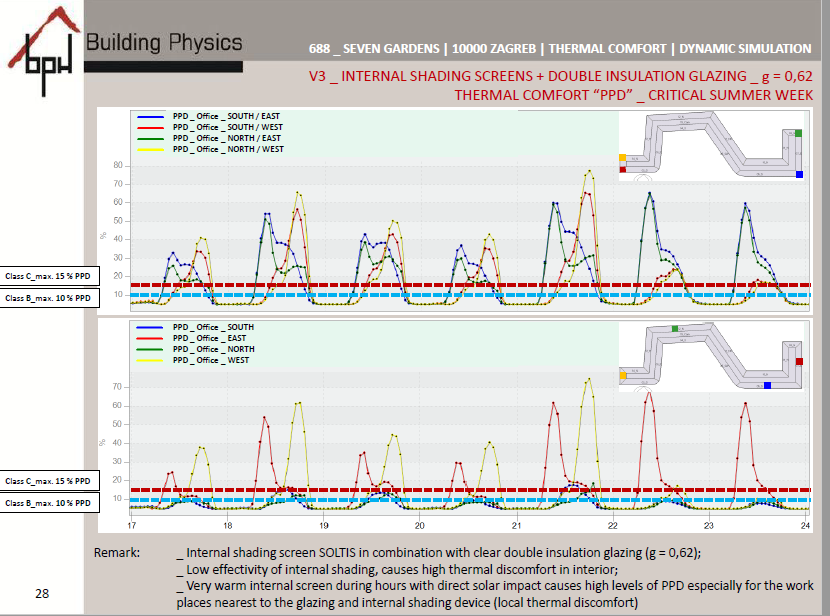 bph Building Physics
688 _ SEVEN GARDENS | 10000 ZAGREB | THERMAL COMFORT | DYNAMIC SIMULATION
V3 _ INTERNAL SHADING SCREENS + DOUBLE INSULATION GLAZING _ g = 0,62
THERMAL COMFORT “PPD” _ CRITICAL SUMMER WEEK
PPD _ Office _ SOUTH / EAST
PPD _ Office _ SOUTH / WEST
PPD _ Office _ NORTH / EAST
PPD _ Office _ NORTH / WEST
80
70
60
50
%
40
30
20
10
Class C_max. 15 % PPD
Class B_max. 10 % PPD
PPD _ Office _ SOUTH
PPD _ Office _ EAST
PPD _ Office _ NORTH
PPD _ Office _ WEST
70
60
50
%
40
30
20
10
Class C_max. 15 % PPD
Class B_max. 10 % PPD
17 18 19 20 21 22 23 24
Remark: _ Internal shading screen SOLTIS in combination with clear double insulation glazing (g = 0,62);
_ Low effectivity of internal shading, causes high thermal discomfort in interior;
_ Very warm internal screen during hours with direct solar impact causes high levels of PPD especially for the work
places nearest to the glazing and internal shading device (local thermal discomfort)
28